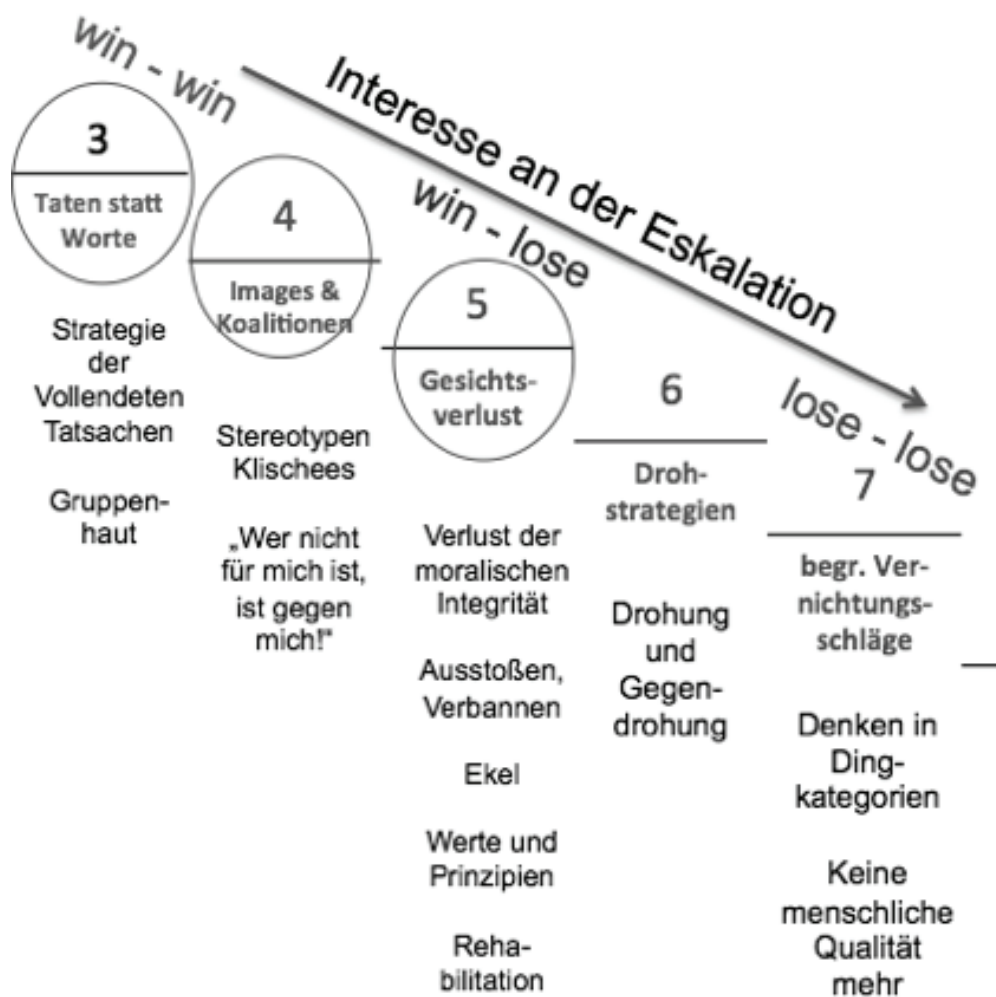 win - win
Interesse an der Eskalation
win - lose
lose - lose
3
Taten statt
Worte
Strategie
der
Vollendeten
Tatsachen
Gruppen-
haut
4
Images &
Koalitionen
Stereotypen
Klischees
„Wer nicht
für mich ist,
ist gegen
mich!“
5
Gesichts-
verlust
Verlust der
moralischen
Integrität
Ausstoßen,
Verbannen
Ekel
Werte und
Prinzipien
Reha-
bilitation
6
Droh-
strategien
Drohung
und
Gegen-
drohung
7
begr. Ver-
nichtungs-
schläge
Denken in
Ding-
kategorien
Keine
menschliche
Qualität
mehr